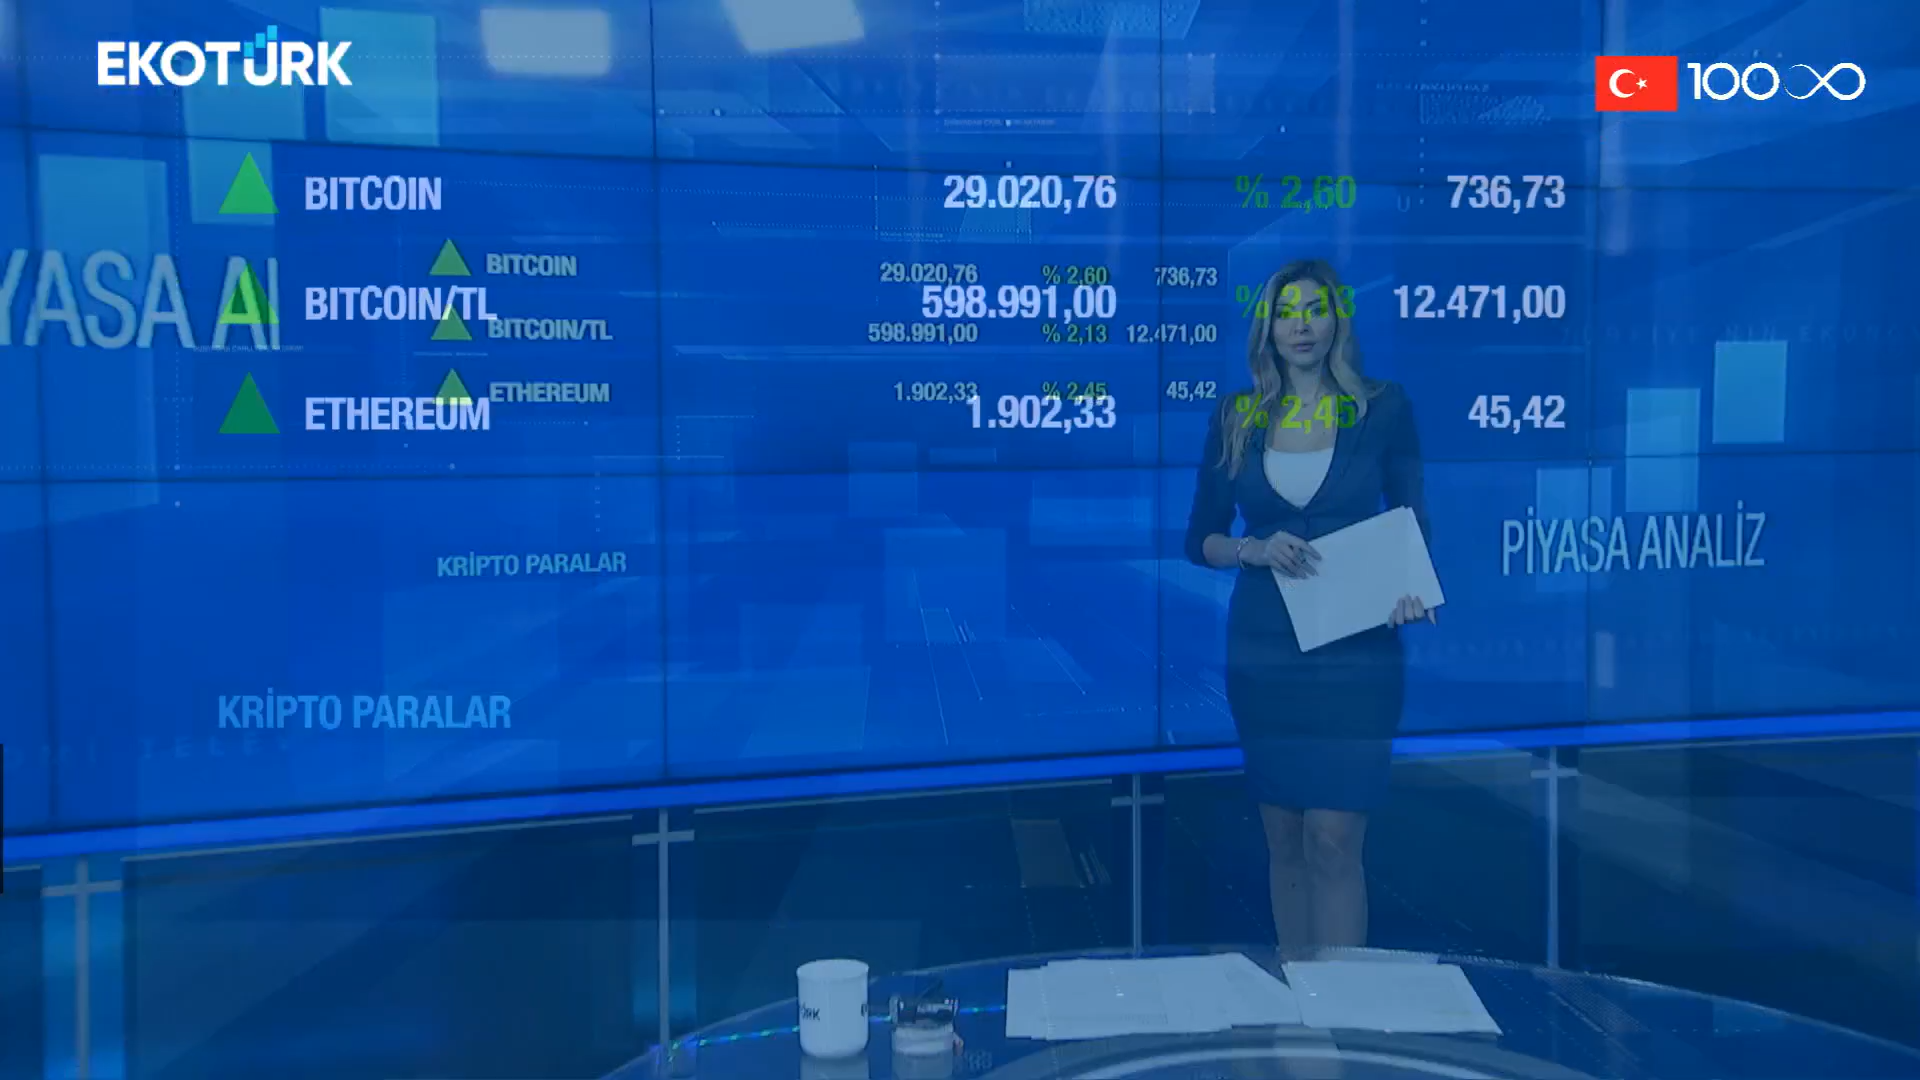 EKOTÜRK
100
BITCOIN 29.020,76 % 2,60 736,73
BITCOIN 29.020,76 % 2,60 736,73
YASA A
BITCOIN/TL 598.991,00 % 2,13 12.471,00
BITCOIN/TL 598.991,00 % 2,13 12.471,00
ETHEREUM 1.902,33 % 2,45 45,42
ETHEREUM 1.902,33 % 2,45 45,42
PİYASA ANALİZ
KRİPTO PARALAR
KRİPTO PARALAR